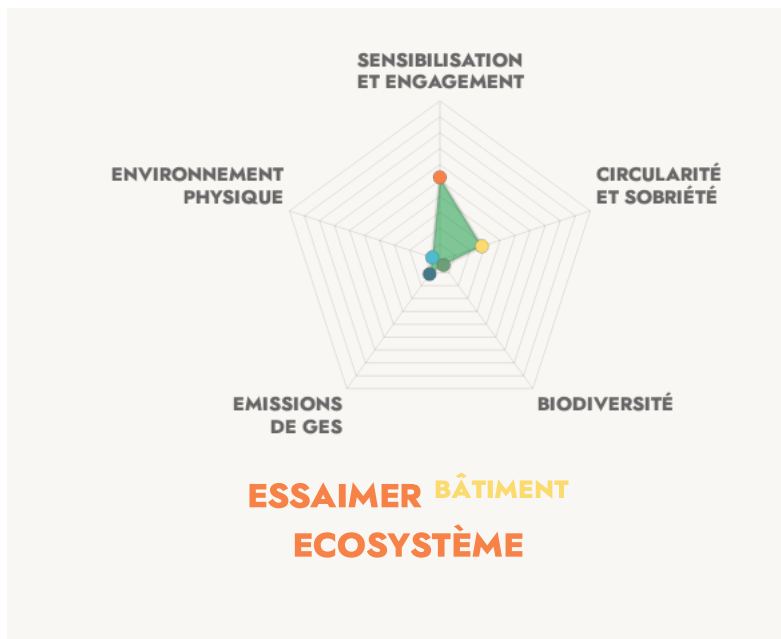 SENSIBILISATION
ET ENGAGEMENT
ENVIRONNEMENT
PHYSIQUE
CIRCULARITÉ
ET SOBRIÉTÉ
EMISSIONS
DE GES
BIODIVERSITÉ
ESSAIMER BÂTIMENT
ECOSYSTÈME